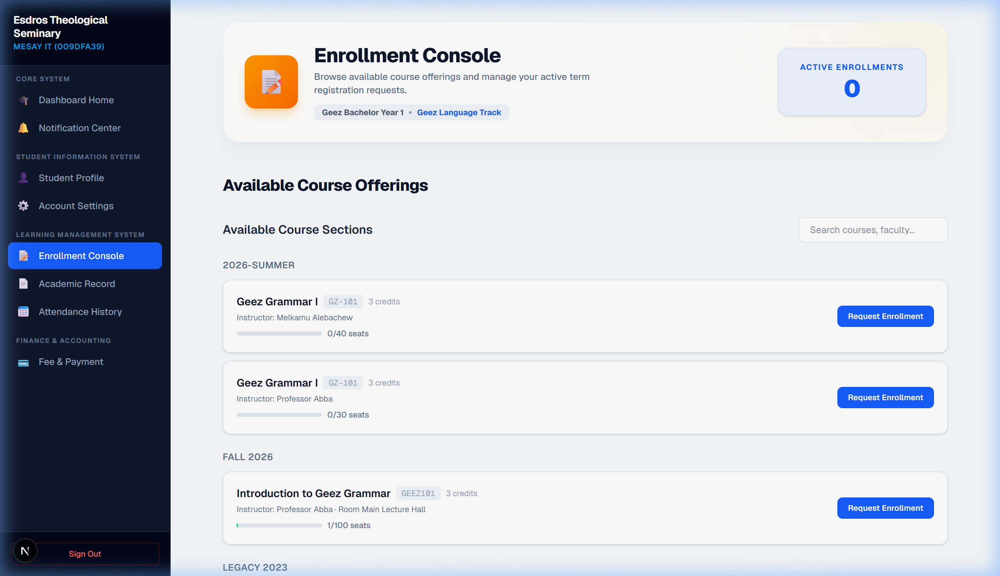 Esdros Theological
Seminary
MESAY IT (009DFA39)
CORE SYSTEM
Dashboard Home
Notification Center
STUDENT INFORMATION SYSTEM
Student Profile
Account Settings
LEARNING MANAGEMENT SYSTEM
Enrollment Console
Academic Record
Attendance History
FINANCE & ACCOUNTING
Fee & Payment
N
Sign Out
Enrollment Console
Browse available course offerings and manage your active term
registration requests.
Geez Bachelor Year 1 • Geez Language Track
ACTIVE ENROLLMENTS
0
Available Course Offerings
Available Course Sections
Search courses, faculty...
2026-SUMMER
Geez Grammar I GZ-101 3 credits
Instructor: Melkamu Alebachew
0/40 seats
Request Enrollment
Geez Grammar I GZ-101 3 credits
Instructor: Professor Abba
0/30 seats
Request Enrollment
FALL 2026
Introduction to Geez Grammar GEEZ101 3 credits
Instructor: Professor Abba · Room Main Lecture Hall
1/100 seats
Request Enrollment
LEGACY 2023